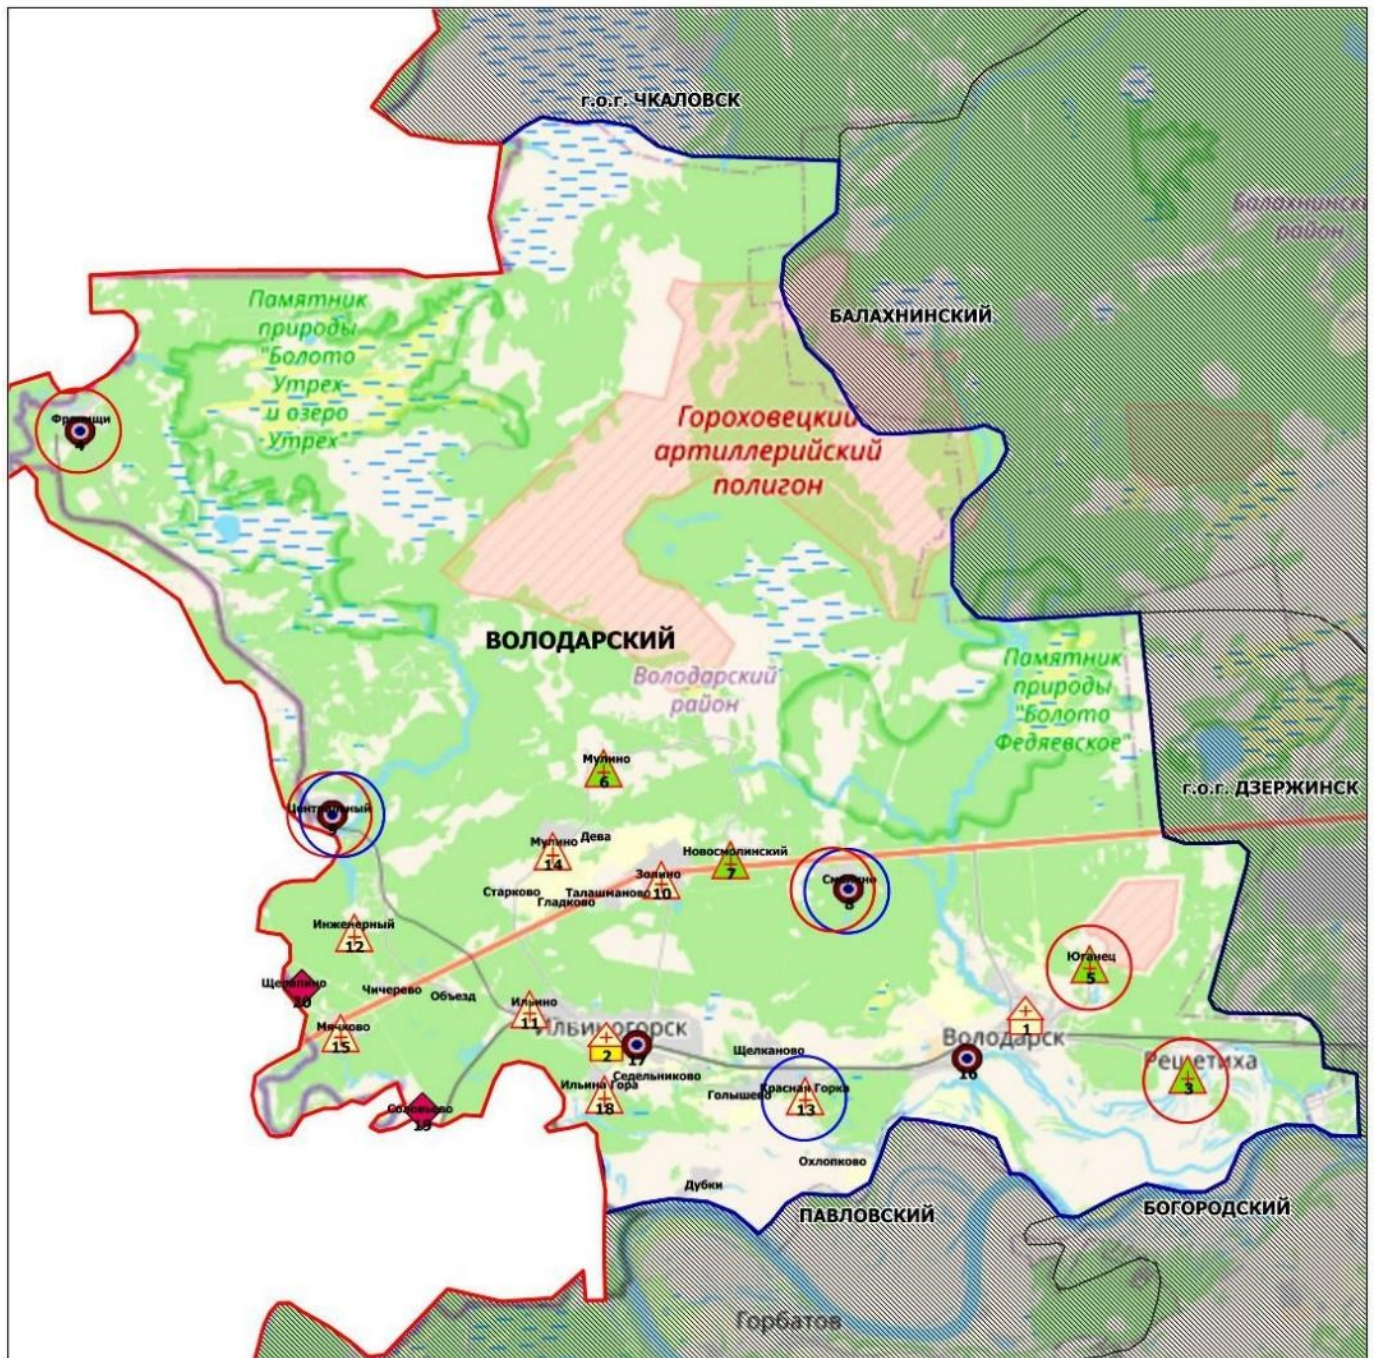 г.о.г. ЧКАЛОВСК
Балахнинск
район
Памятник
природы
"Болото
Утрех
и озеро
Утрех"
БАЛАХНИНСКИЙ
4
Гороховецкий
артиллерийский
полигон
ВОЛОДАРСКИЙ
Володарский
район
Памятник
природы
"Болото
Федяевское"
Мулино
6
г.о.г. ДЗЕРЖИНСК
Центральный
Мулино
14
Дева
Новосмолинский
7
Золино
10
Старково
Талашманово
Гладково
Смолино
8
Инженерный
12
Юганец
5
Щепачино
20
Чичерево
Объезд
Ильино
11
Мячково
15
Ильиногорск
2
17
1
Володарск
16
Щелканово
Решетиха
3
Седельниково
Ильина Гора
18
Голышево
Красная Горка
13
Соловьево
19
Охлопково
Дубки
ПАВЛОВСКИЙ
БОГОРОДСКИЙ
Горбатов